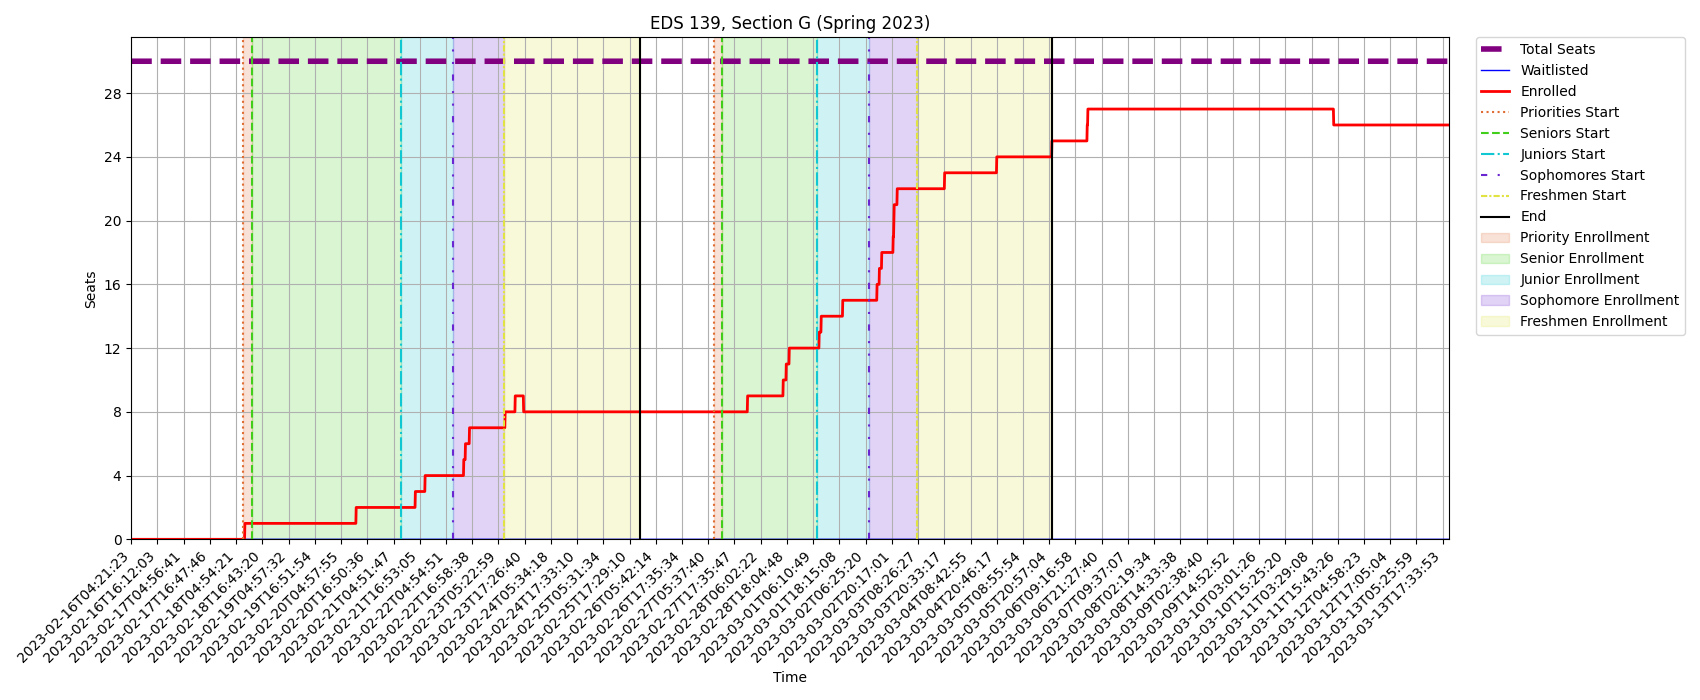 EDS 139, Section G (Spring 2023)
Total Seats
Waitlisted
Enrolled
Priorities Start
Seniors Start
Juniors Start
Sophomores Start
Freshmen Start
End
Priority Enrollment
Senior Enrollment
Junior Enrollment
Sophomore Enrollment
Freshmen Enrollment
Seats
28
24
20
16
12
8
4
0
2023-02-16T04:21:23
2023-02-16T16:12:03
2023-02-17T04:56:41
2023-02-17T16:47:46
2023-02-18T04:54:21
2023-02-18T16:43:20
2023-02-19T04:57:32
2023-02-19T16:51:54
2023-02-20T04:57:55
2023-02-20T16:50:36
2023-02-21T04:51:47
2023-02-21T16:53:05
2023-02-22T04:54:51
2023-02-22T16:58:38
2023-02-23T05:22:59
2023-02-23T17:26:40
2023-02-24T05:34:18
2023-02-24T17:33:10
2023-02-25T05:31:34
2023-02-25T17:29:10
2023-02-26T05:42:14
2023-02-26T17:35:34
2023-02-27T05:37:40
2023-02-27T17:35:47
2023-02-28T06:02:22
2023-02-28T18:04:48
2023-03-01T06:10:49
2023-03-01T18:15:08
2023-03-02T06:25:20
2023-03-02T20:17:01
2023-03-03T08:26:27
2023-03-03T20:33:17
2023-03-04T08:42:55
2023-03-04T20:46:17
2023-03-05T08:55:54
2023-03-05T20:57:04
2023-03-06T09:16:58
2023-03-06T21:27:40
2023-03-07T09:37:07
2023-03-08T02:19:34
2023-03-08T14:33:38
2023-03-09T02:38:40
2023-03-09T14:52:52
2023-03-10T03:01:26
2023-03-10T15:25:20
2023-03-11T03:29:08
2023-03-11T15:43:26
2023-03-12T04:58:23
2023-03-12T17:05:04
2023-03-13T05:25:59
2023-03-13T17:33:53
Time